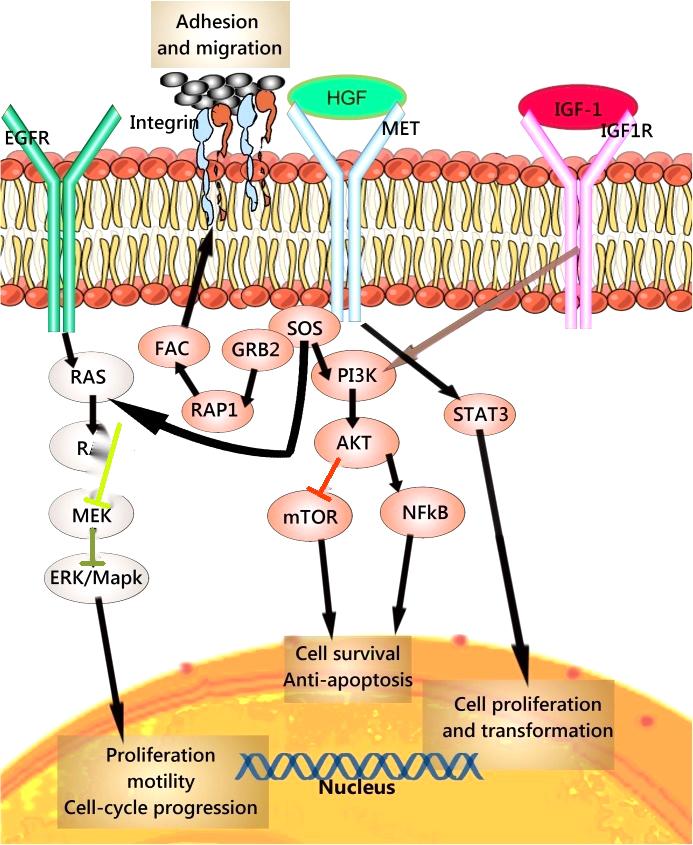 Adhesion
and migration
HGF
IGF-1
EGFR
Integrin
MET
IGF1R
SOS
FAC
GRB2
RAS
PI3K
RAP1
STAT3
AKT
MEK
mTOR
NFkB
ERK/Mapk
Cell survival
Anti-apoptosis
Cell proliferation
and transformation
Proliferation
motility
Cell-cycle progression
Nucleus